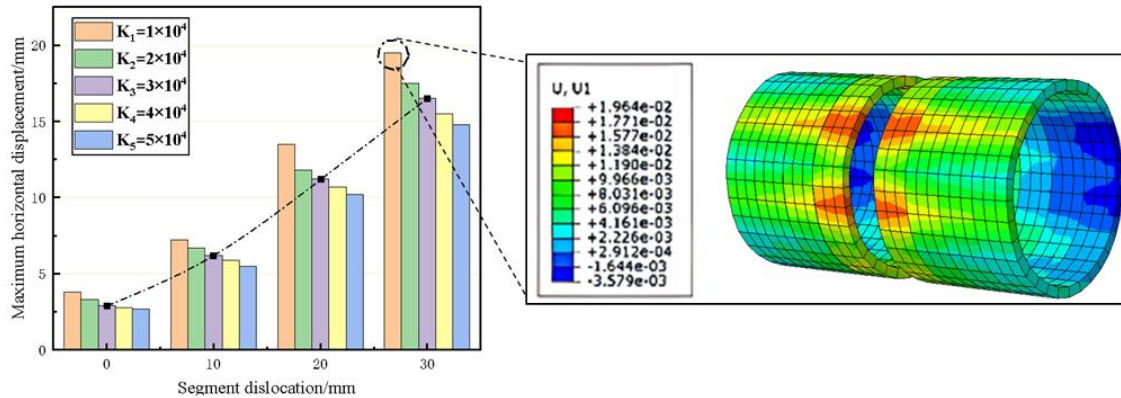 K₁=1×10⁴
K₂=2×10⁴
K₃=3×10⁴
K₄=4×10⁴
K₅=5×10⁴
Maximum horizontal displacement/mm
20
15
10
5
0
0 10 20 30
Segment dislocation/mm
U, U1
+1.964e-02
+1.771e-02
+1.577e-02
+1.384e-02
+1.190e-02
+9.966e-03
+8.031e-03
+6.096e-03
+4.161e-03
+2.226e-03
+2.912e-04
-1.644e-03
-3.579e-03